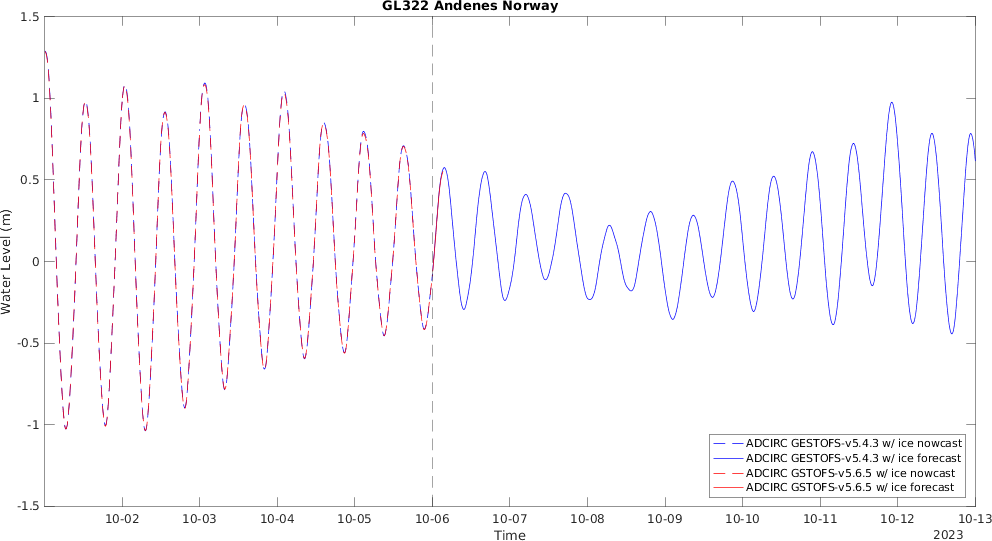 GL322 Andenes Norway
1.5
1
0.5
0
-0.5
-1
-1.5
Water Level (m)
10-02 10-03 10-04 10-05 10-06 10-07 10-08 10-09 10-10 10-11 10-12 10-13
Time
2023
ADCIRC GESTOFS-v5.4.3 w/ ice nowcast
ADCIRC GESTOFS-v5.4.3 w/ ice forecast
ADCIRC GSTOFS-v5.6.5 w/ ice nowcast
ADCIRC GSTOFS-v5.6.5 w/ ice forecast